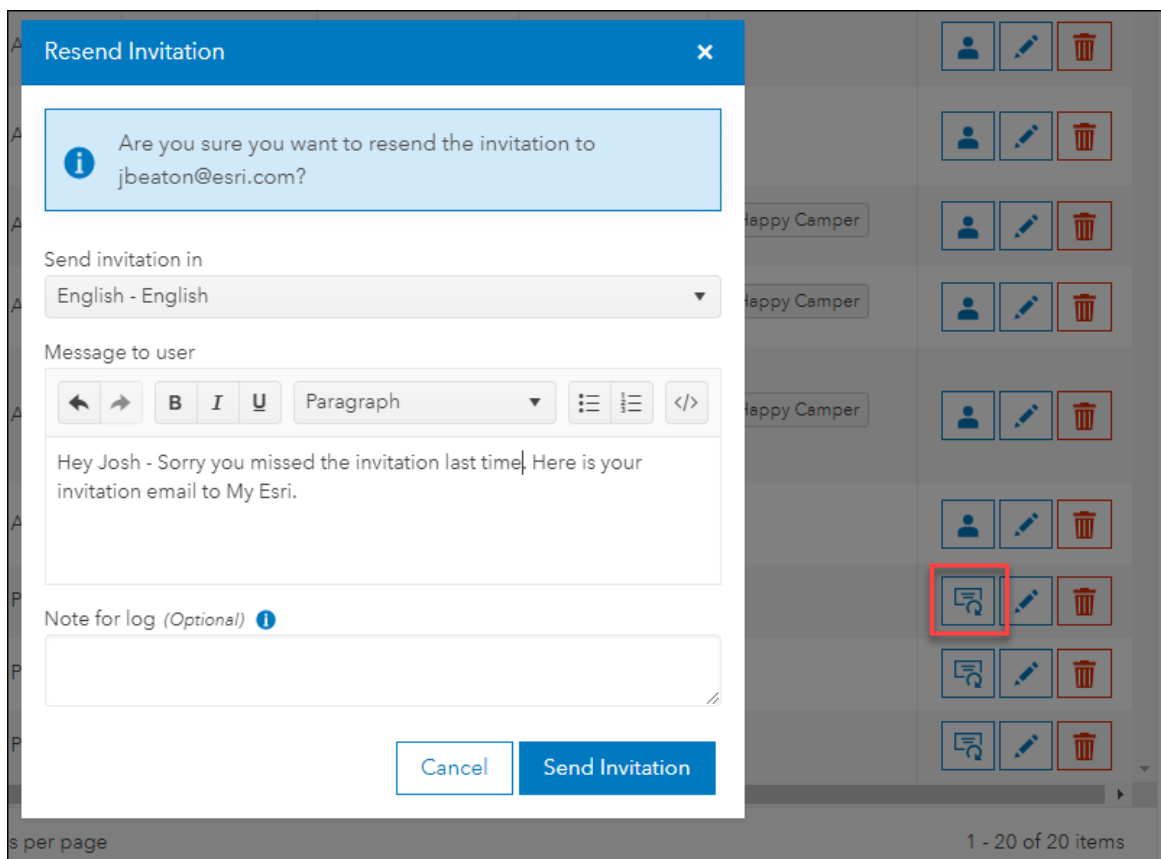 Resend Invitation
Are you sure you want to resend the invitation to
jbeaton@esri.com?
Send invitation in
English - English
Message to user
B I U Paragraph
Hey Josh - Sorry you missed the invitation last time. Here is your
invitation email to My Esri.
Note for log (Optional)
Cancel Send Invitation
A
A
A
Happy Camper
A
Happy Camper
A
Happy Camper
A
P
P
P
s per page
1 - 20 of 20 items